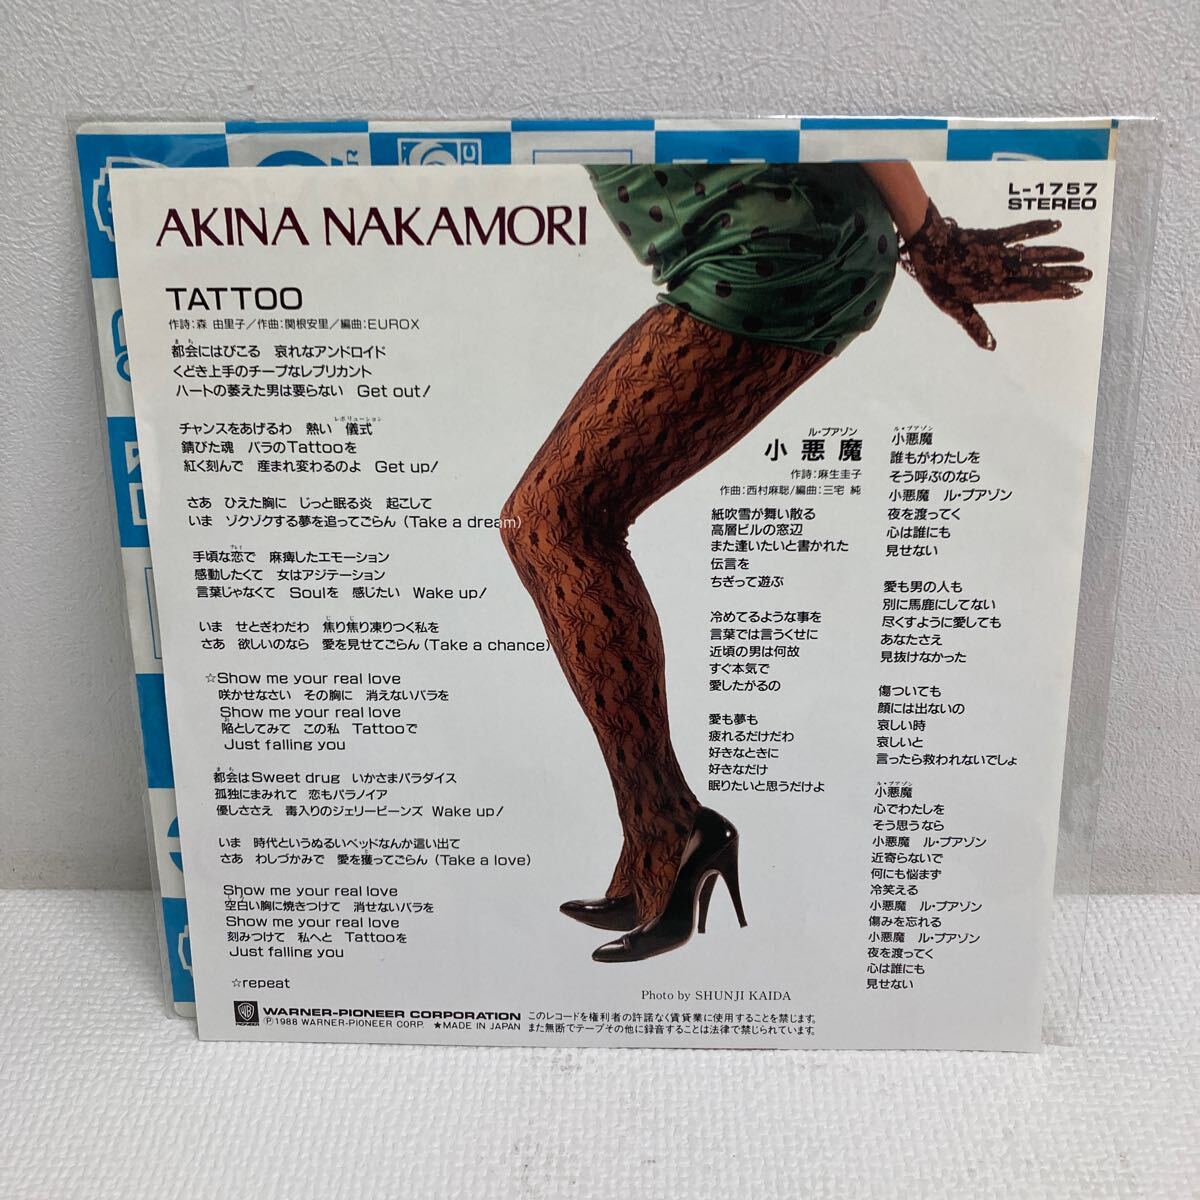 AKINA NAKAMORI
L-1757
STEREO
TATTOO
作詩:森 由里子/作曲:関根安里/編曲:EUROX
まち
都会にはびこる 哀れなアンドロイド
くどき上手のチープなレプリカント
ハートの萎えた男は要らない Get out!
レボリューション
チャンスをあげるわ 熱い 儀式
錆びた魂 バラのTattooを
紅く刻んで 産まれ変わるのよ Get up!
さあ ひえた胸に じっと眠る炎 起こして
いま ゾクゾクする夢を追ってごらん (Take a dream)
プレイ
手頃な恋で 麻痺したエモーション
感動したくて 女はアジテーション
言葉じゃなくて Soulを 感じたい Wake up!
じ じ
いま せとぎわだわ 焦り焦り凍りつく私を
さあ 欲しいのなら 愛を見せてごらん (Take a chance)
☆Show me your real love
咲かせなさい その胸に 消えないバラを
Show me your real love
お
陥としてみて この私 Tattooで
Just falling you
まち
都会はSweet drug いかさまパラダイス
孤独にまみれて 恋もパラノイア
優しささえ 毒入りのジェリービーンズ Wake up!
いま 時代というぬるいベッドなんか這い出て
と
さあ わしづかみで 愛を獲ってごらん (Take a love)
Show me your real love
空白い胸に焼きつけて 消せないバラを
Show me your real love
刻みつけて 私へと Tattooを
Just falling you
☆repeat
ル・プアゾン
小悪魔
作詩:麻生圭子
作曲:西村麻聡/編曲:三宅 純
紙吹雪が舞い散る
高層ビルの窓辺
また逢いたいと書かれた
伝言を
ちぎって遊ぶ
冷めてるような事を
言葉では言うくせに
近頃の男は何故
すぐ本気で
愛したがるの
愛も夢も
疲れるだけだわ
好きなときに
好きなだけ
眠りたいと思うだけよ
ル・プアゾン
小悪魔
誰もがわたしを
そう呼ぶのなら
小悪魔 ル・プアゾン
夜を渡ってく
心は誰にも
見せない
愛も男の人も
別に馬鹿にしてない
尽くすように愛しても
あなたさえ
見抜けなかった
傷ついても
顔には出ないの
哀しい時
哀しいと
言ったら救われないでしょ
ル・プアゾン
小悪魔
心でわたしを
そう思うなら
小悪魔 ル・プアゾン
近寄らないで
何にも悩まず
冷笑える
小悪魔 ル・プアゾン
傷みを忘れる
小悪魔 ル・プアゾン
夜を渡ってく
心は誰にも
見せない
Photo by SHUNJI KAIDA
WARNER-PIONEER CORPORATION
Ⓟ1988 WARNER-PIONEER CORP. ★MADE IN JAPAN
このレコードを権利者の許諾なく賃貸業に使用することを禁じます。
また無断でテープその他に録音することは法律で禁じられています。